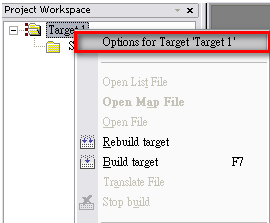 Project Workspace
Target 1
S
Options for Target 'Target 1'
Open List File
Open Map File
Open File
Rebuild target
Build target F7
Translate File
Stop build